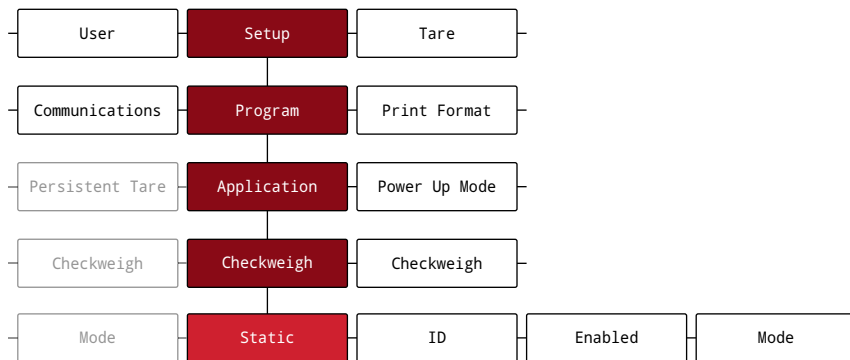 User Setup Tare
Communications Program Print Format
Persistent Tare Application Power Up Mode
Checkweigh Checkweigh Checkweigh
Mode Static ID Enabled Mode